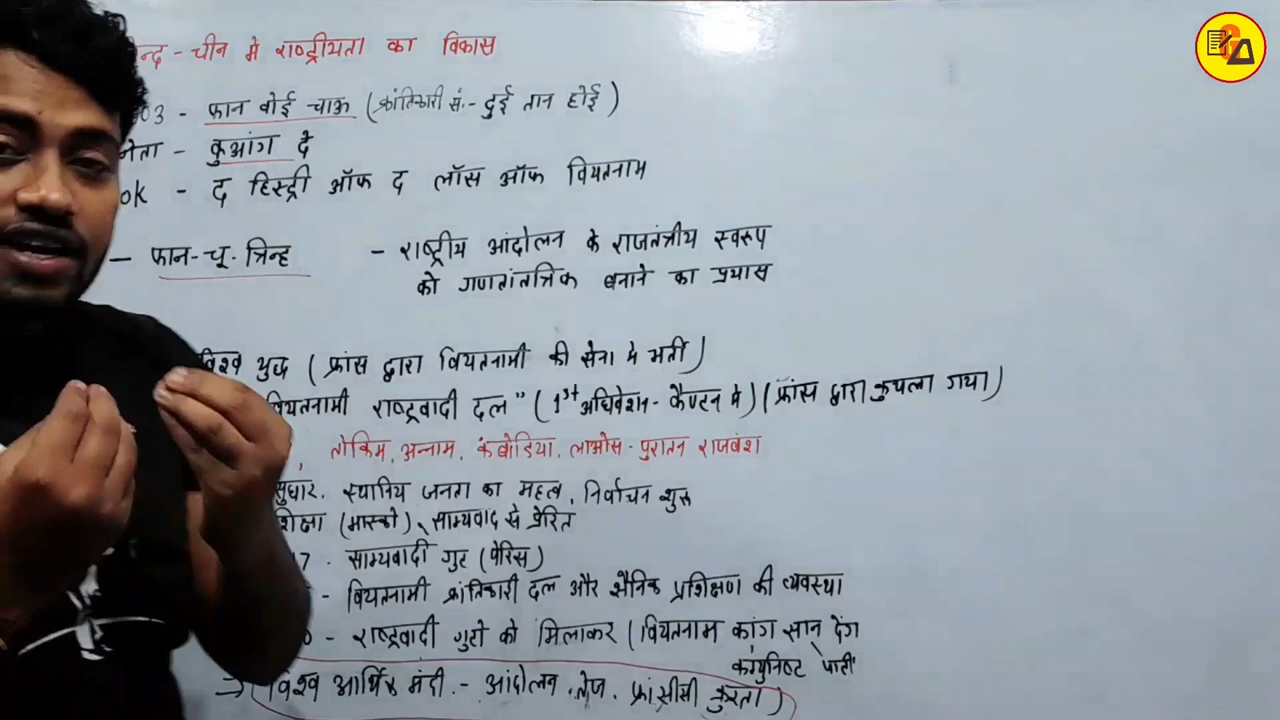 न्द - चीन मे राष्ट्रीयता का विकास
03 - फान वोई चाऊ (क्रांतिकारी सं.- दुई तान होई)
नेता - कुआंग दे
ok - द हिस्ट्री ऑफ द लॉस ऑफ वियतनाम
- फान-चू-त्रिन्ह - राष्ट्रीय आंदोलन के राजतंत्रीय स्वरूप
को गणतांतत्रिक बनाने का प्रयास
विश्व युद्ध (फ्रांस द्वारा वियतनामी की सेना मे भर्ती)
वियतनामी राष्ट्रवादी दल" (1st अधिवेशन - कैण्टन मे) (फ्रांस द्वारा कुचला गया)
, तोकिम, अन्नाम, कंबोडिया, लाओस - पुरातन राजवंश
सुधार, स्थानिय जनता का महत्व, निर्वाचन शुरू
शिक्षा (मास्को), साम्यवाद से प्रेरित
7. साम्यवादी गुट (पेरिस)
- वियतनामी क्रांतिकारी दल और सैनिक प्रशिक्षण की व्यवस्था
0 - राष्ट्रवादी गुटो को मिलाकर (वियतनाम कांग सान देंग
कम्युनिष्ट पार्टी
⇒ (विश्व आर्थिक मंदी - आंदोलन तेज, फ्रांसीसी क्रुरता)